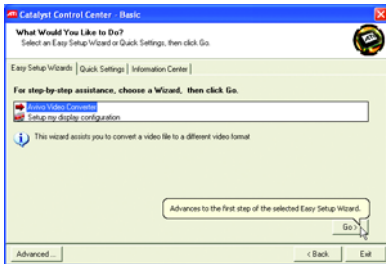 Catalyst Control Center - Basic
What Would You Like to Do?
Select an Easy Setup Wizard or Quick Settings, then click Go.
ATI
Easy Setup Wizards Quick Settings Information Center
For step-by-step assistance, choose a Wizard, then click Go.
Avivo Video Converter
Setup my display configuration
This wizard assists you to convert a video file to a different video format
Advances to the first step of the selected Easy Setup Wizard.
Go >
Advanced... < Back Exit